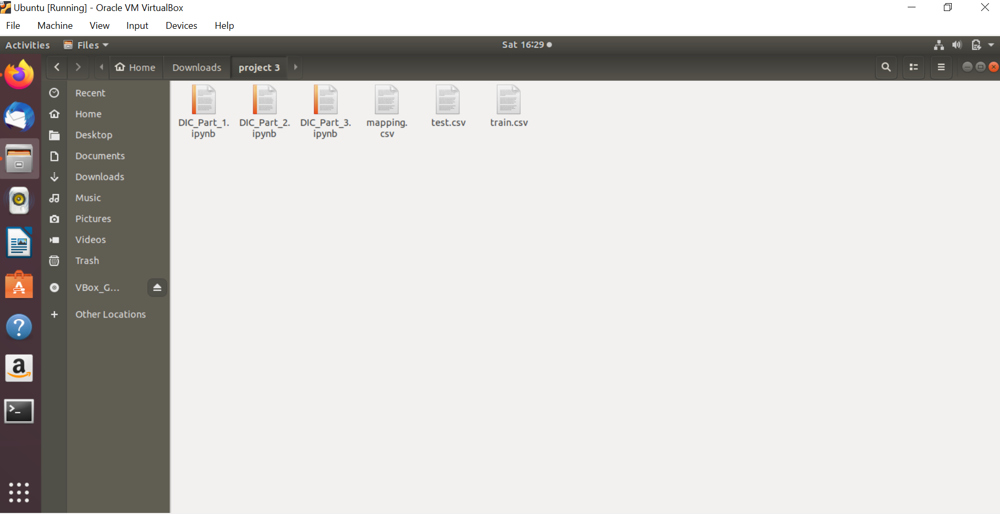 Ubuntu [Running] - Oracle VM VirtualBox
File Machine View Input Devices Help
Activities Files Sat 16:29
Home Downloads project 3
Recent
Home
Desktop
Documents
Downloads
Music
Pictures
Videos
Trash
VBox_G...
Other Locations
DIC_Part_1.
ipynb
DIC_Part_2.
ipynb
DIC_Part_3.
ipynb
mapping.
csv
test.csv
train.csv